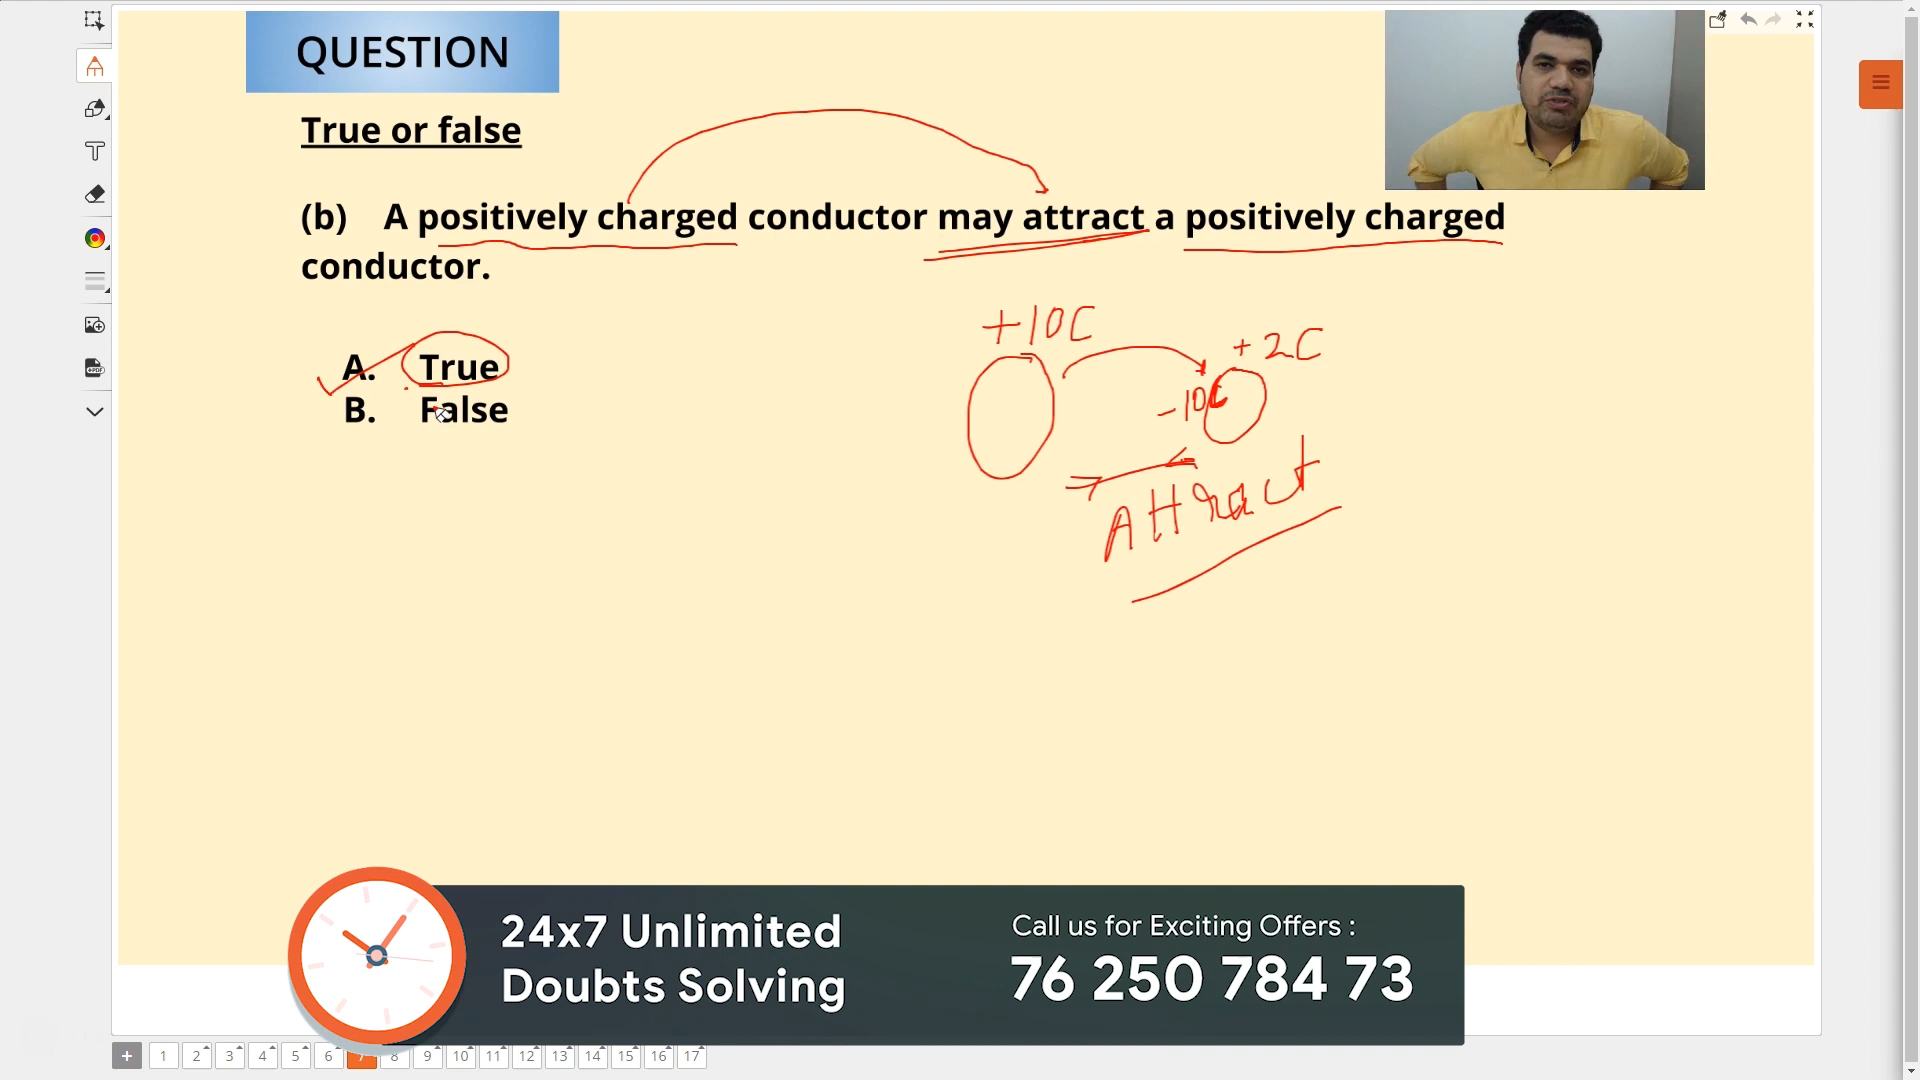 QUESTION
True or false
(b) A positively charged conductor may attract a positively charged
conductor.
+10C
+2C
A. True
-10C
B. False
Attract
24x7 Unlimited
Doubts Solving
Call us for Exciting Offers :
76 250 784 73
+ 1 2 3 4 5 6 7 8 9 10 11 12 13 14 15 16 17